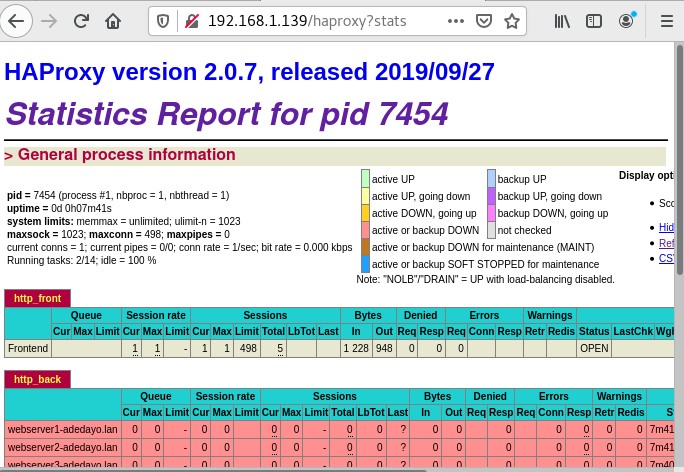 192.168.1.139/haproxy?stats
HAProxy version 2.0.7, released 2019/09/27
Statistics Report for pid 7454
> General process information
pid = 7454 (process #1, nbproc = 1, nbthread = 1)
uptime = 0d 0h07m41s
system limits: memmax = unlimited; ulimit-n = 1023
maxsock = 1023; maxconn = 498; maxpipes = 0
current conns = 1; current pipes = 0/0; conn rate = 1/sec; bit rate = 0.000 kbps
Running tasks: 2/14; idle = 100 %
active UP backup UP
active UP, going down backup UP, going down
active DOWN, going up backup DOWN, going up
active or backup DOWN not checked
active or backup DOWN for maintenance (MAINT)
active or backup SOFT STOPPED for maintenance
Note: "NOLB"/"DRAIN" = UP with load-balancing disabled.
Display opti
Sco
Hid
Ref
CS
http_front
Queue Session rate Sessions Bytes Denied Errors Warnings
Cur Max Limit Cur Max Limit Cur Max Limit Total LbTot Last In Out Req Resp Req Conn Resp Retr Redis Status LastChk Wgh
Frontend 1 1 - 1 1 498 5 1 228 948 0 0 0 OPEN
http_back
Queue Session rate Sessions Bytes Denied Errors Warnings
Cur Max Limit Cur Max Limit Cur Max Limit Total LbTot Last In Out Req Resp Req Conn Resp Retr Redis St
webserver1-adedayo.lan 0 0 - 0 0 0 0 - 0 0 ? 0 0 0 0 0 0 0 7m41
webserver2-adedayo.lan 0 0 - 0 0 0 0 - 0 0 ? 0 0 0 0 0 0 0 7m41
webserver3-adedayo.lan 0 0 - 0 0 0 0 - 0 0 ? 0 0 0 0 0 0 0 7m40